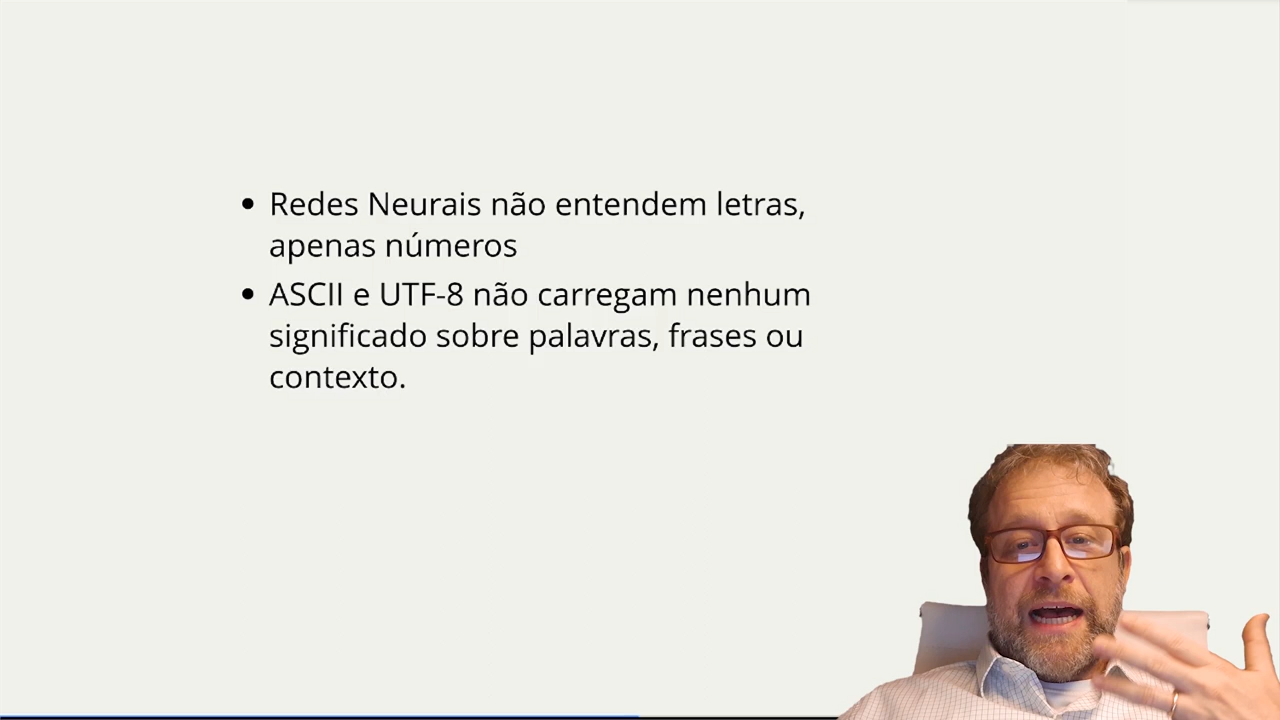 • Redes Neurais não entendem letras,
apenas números
• ASCII e UTF-8 não carregam nenhum
significado sobre palavras, frases ou
contexto.